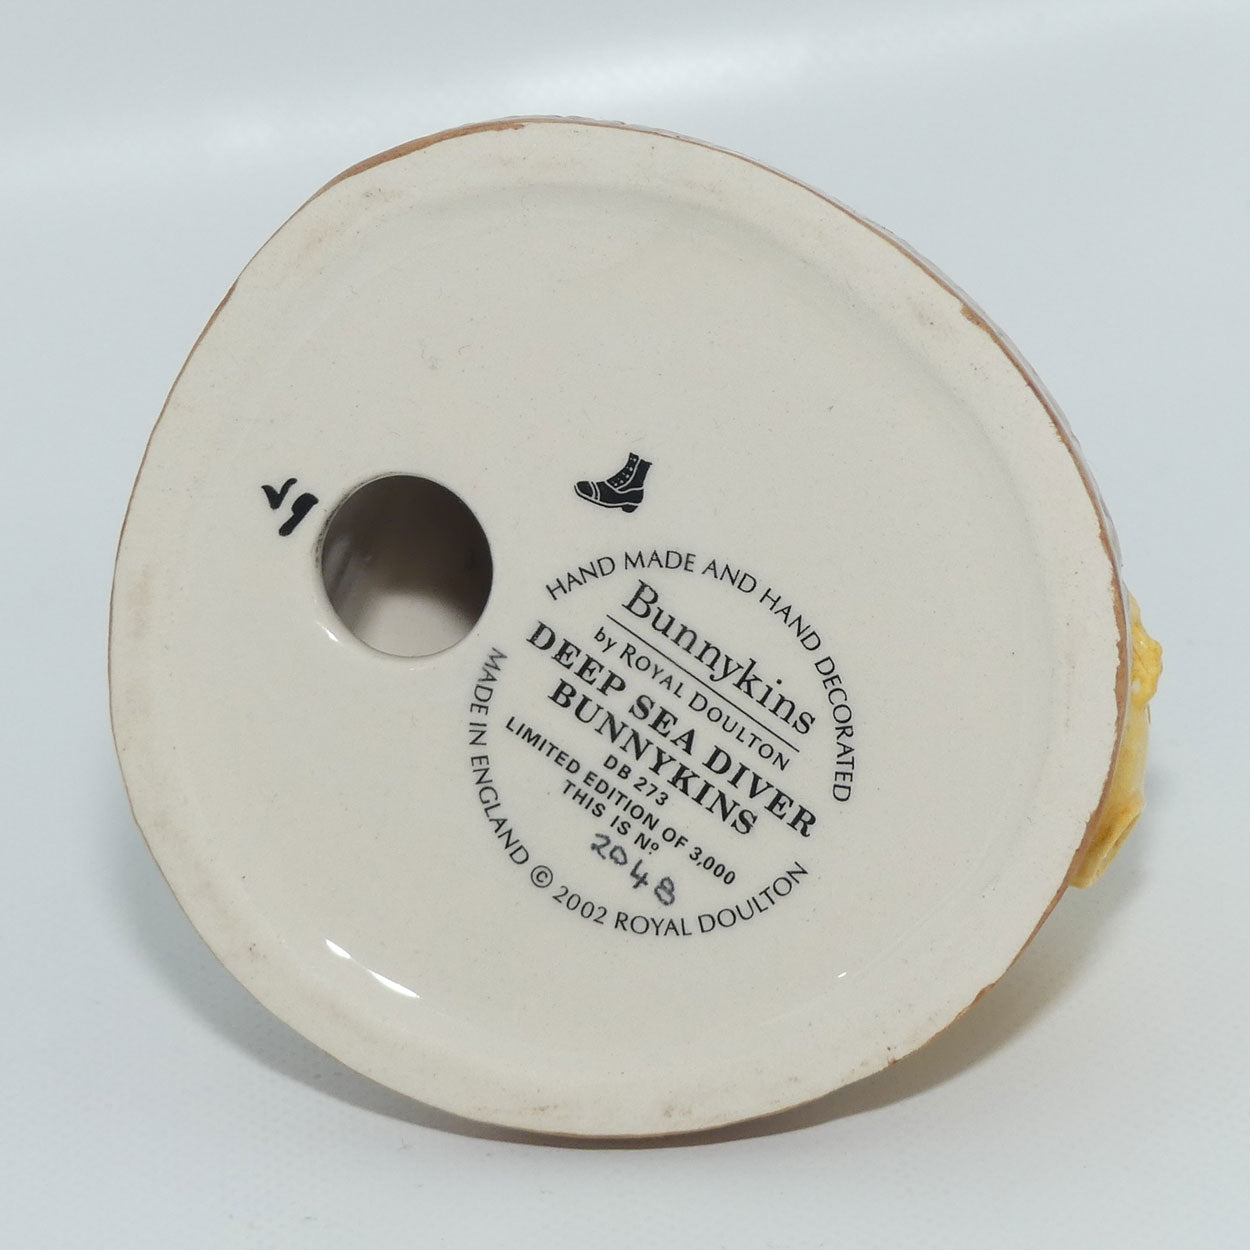 vg
HAND MADE AND HAND DECORATED
Bunnykins
by ROYAL DOULTON
DEEP SEA DIVER
BUNNYKINS
DB 273
LIMITED EDITION OF 3,000
THIS IS Nº
2048
MADE IN ENGLAND © 2002 ROYAL DOULTON